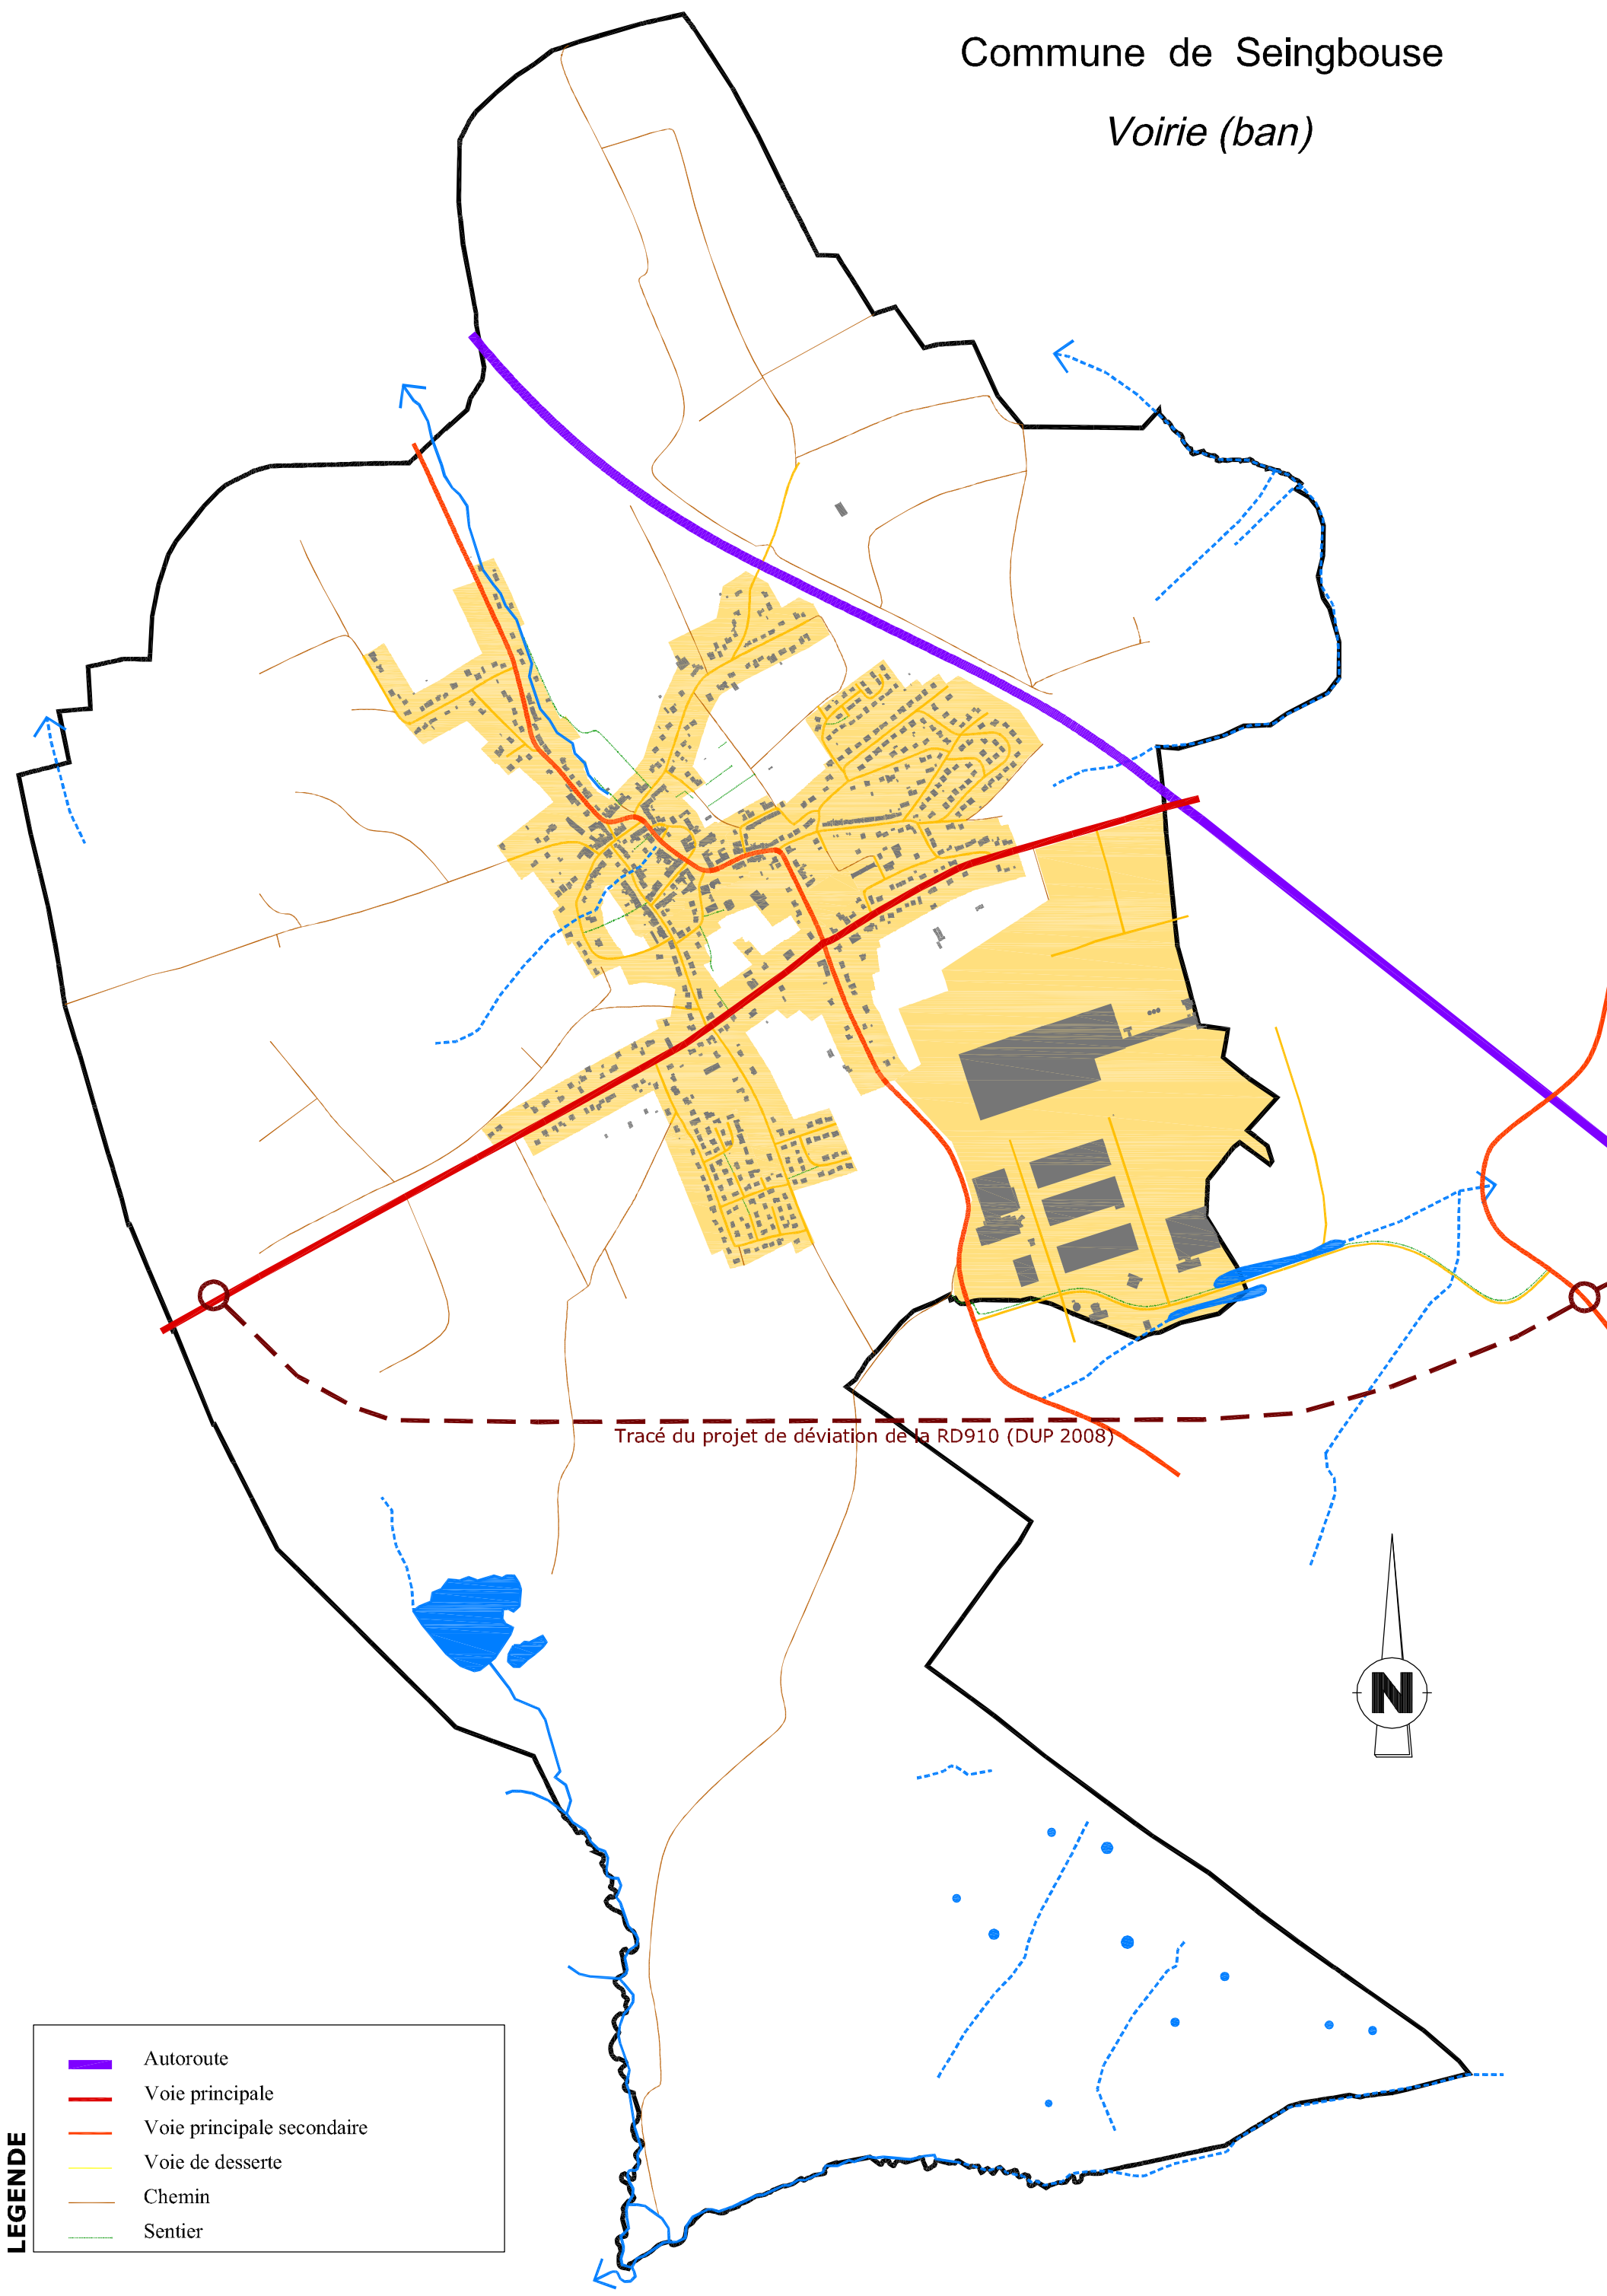 Commune de Seingbouse
Voirie (ban)
Tracé du projet de déviation de la RD910 (DUP 2008)
N
LEGENDE
Autoroute
Voie principale
Voie principale secondaire
Voie de desserte
Chemin
Sentier